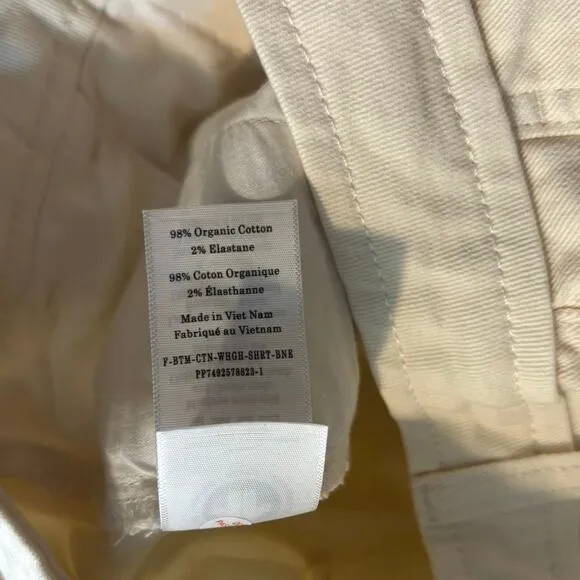 98% Organic Cotton
2% Elastane
98% Coton Organique
2% Élasthanne
Made in Viet Nam
Fabriqué au Vietnam
F-BTM-CTN-WHGH-SHRT-BNE
PP7492578823-1